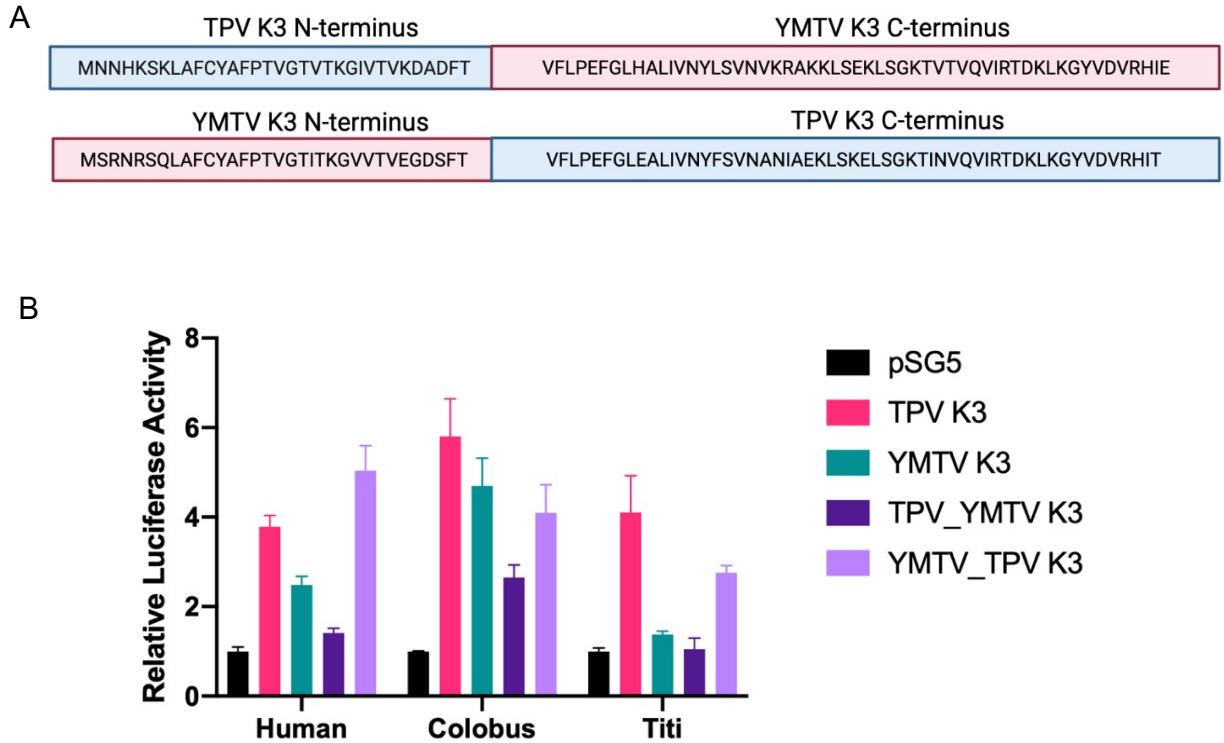 A
TPV K3 N-terminus
YMTV K3 C-terminus
MNNHKSKLAFCYAFPTVGTVTKGIVTVKDADFT
VFLPEFGLHALIVNYLSVNVKRAKKLSEKLSGKTVTVQVIRTDKLKGYVDVRHIE
YMTV K3 N-terminus
TPV K3 C-terminus
MSRNRSQLAFCYAFPTVGTITKGVVTVEGDSFT
VFLPEFGLEALIVNYFSVNANIAEKLSKELSGKTINVQVIRTDKLKGYVDVRHIT
B
Relative Luciferase Activity
8
6
4
2
0
Human
Colobus
Titi
pSG5
TPV K3
YMTV K3
TPV_YMTV K3
YMTV_TPV K3